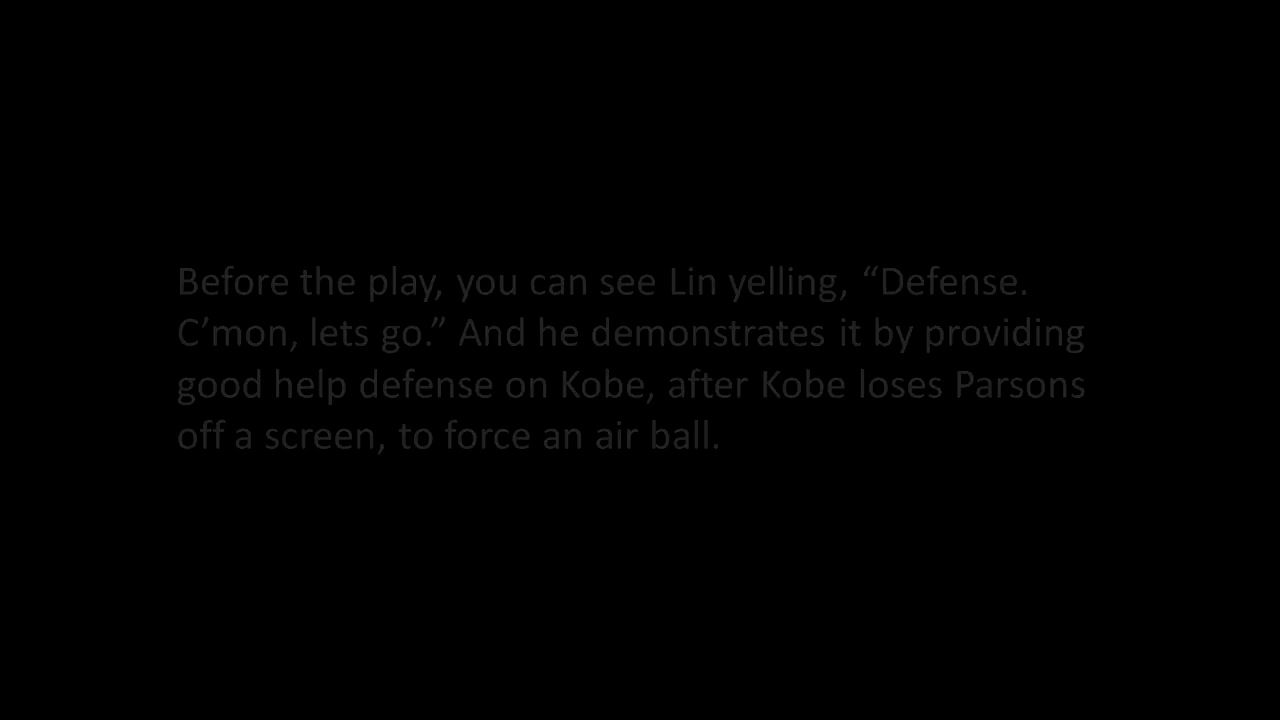 Before the play, you can see Lin yelling, “Defense.
C’mon, lets go.” And he demonstrates it by providing
good help defense on Kobe, after Kobe loses Parsons
off a screen, to force an air ball.